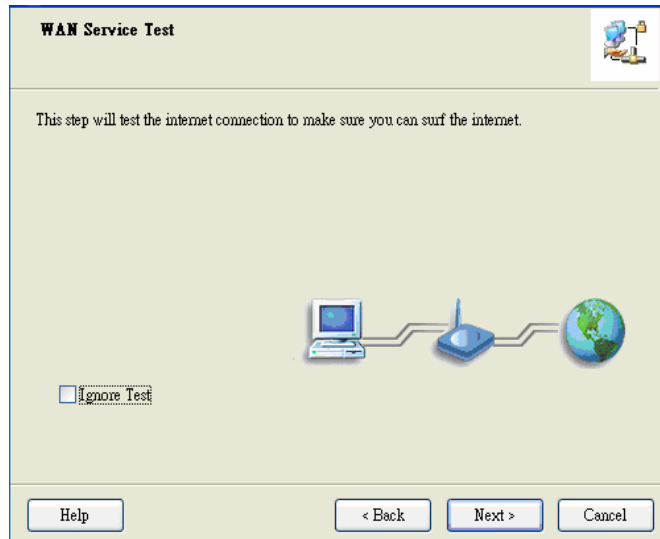 WAN Service Test
This step will test the internet connection to make sure you can surf the internet.
Ignore Test
Help
< Back
Next >
Cancel